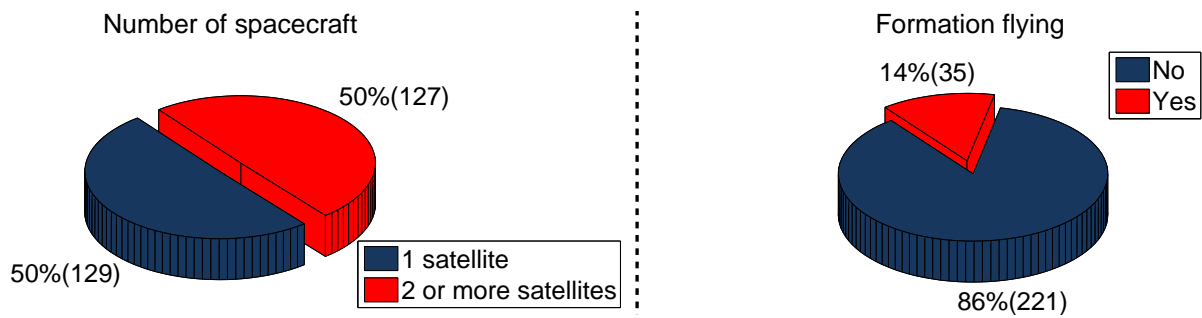 Number of spacecraft
50%(127)
50%(129)
1 satellite
2 or more satellites
Formation flying
14%(35)
No
Yes
86%(221)